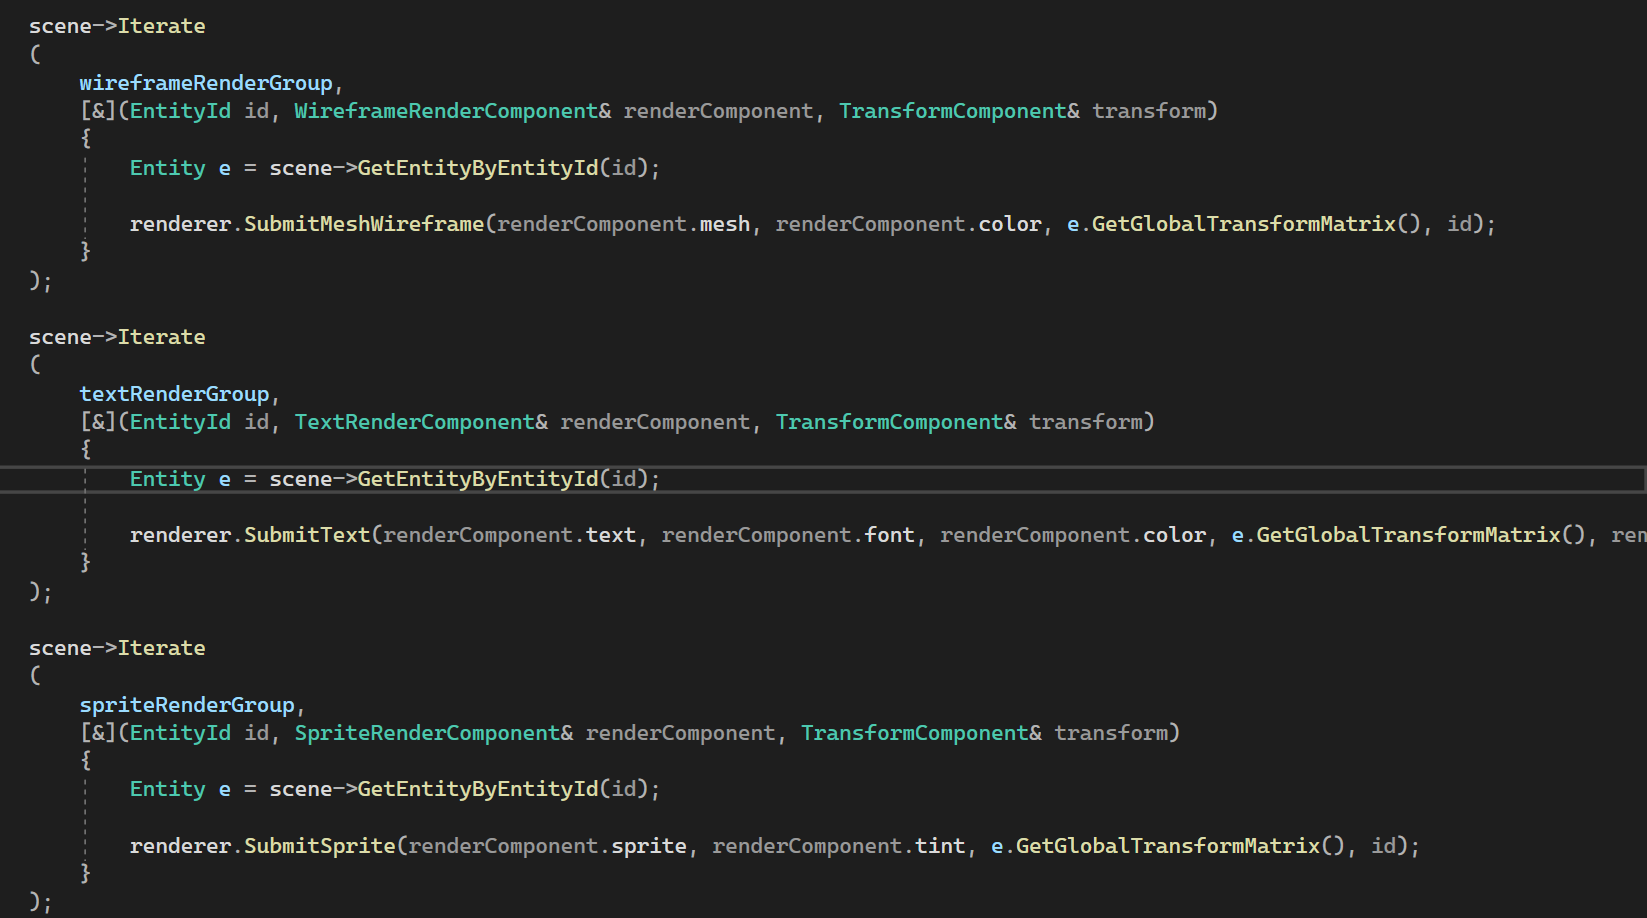 scene->Iterate
(
    wireframeRenderGroup,
    [&](EntityId id, WireframeRenderComponent& renderComponent, TransformComponent& transform)
    {
        Entity e = scene->GetEntityByEntityId(id);

        renderer.SubmitMeshWireframe(renderComponent.mesh, renderComponent.color, e.GetGlobalTransformMatrix(), id);
    }
);

scene->Iterate
(
    textRenderGroup,
    [&](EntityId id, TextRenderComponent& renderComponent, TransformComponent& transform)
    {
        Entity e = scene->GetEntityByEntityId(id);

        renderer.SubmitText(renderComponent.text, renderComponent.font, renderComponent.color, e.GetGlobalTransformMatrix(), ren
    }
);

scene->Iterate
(
    spriteRenderGroup,
    [&](EntityId id, SpriteRenderComponent& renderComponent, TransformComponent& transform)
    {
        Entity e = scene->GetEntityByEntityId(id);

        renderer.SubmitSprite(renderComponent.sprite, renderComponent.tint, e.GetGlobalTransformMatrix(), id);
    }
);